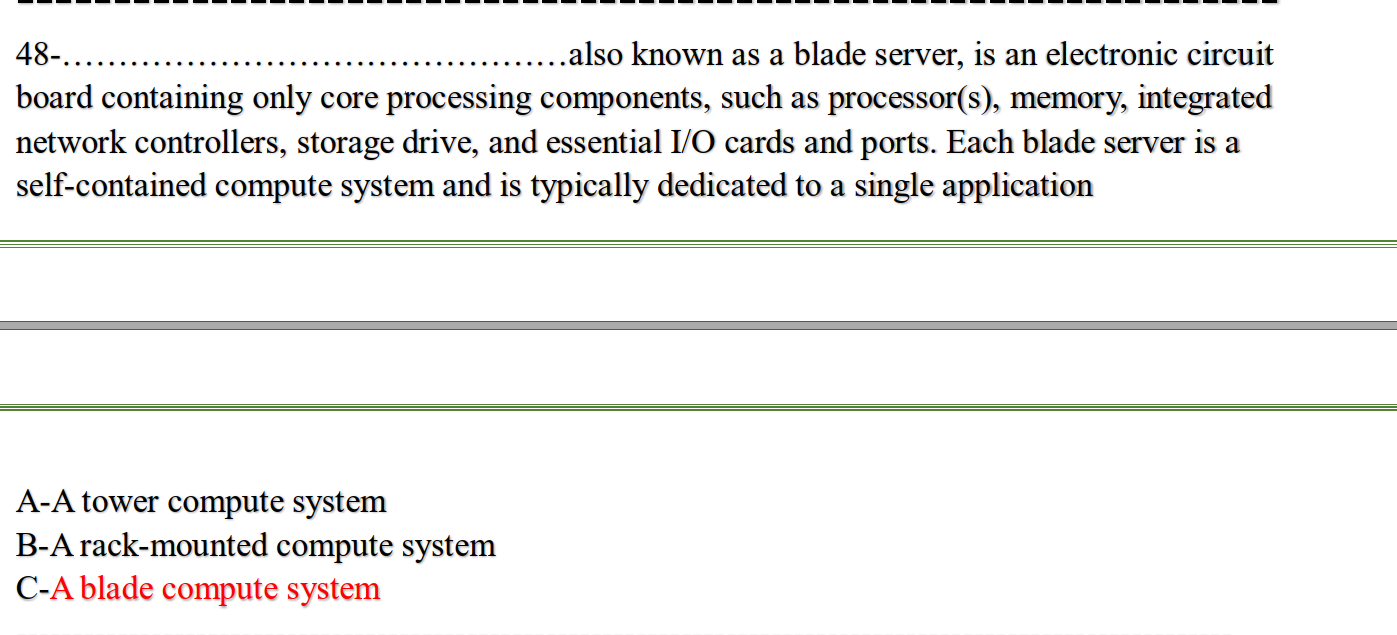 48-……………………………………….also known as a blade server, is an electronic circuit
board containing only core processing components, such as processor(s), memory, integrated
network controllers, storage drive, and essential I/O cards and ports. Each blade server is a
self-contained compute system and is typically dedicated to a single application
A-A tower compute system
B-A rack-mounted compute system
C-A blade compute system